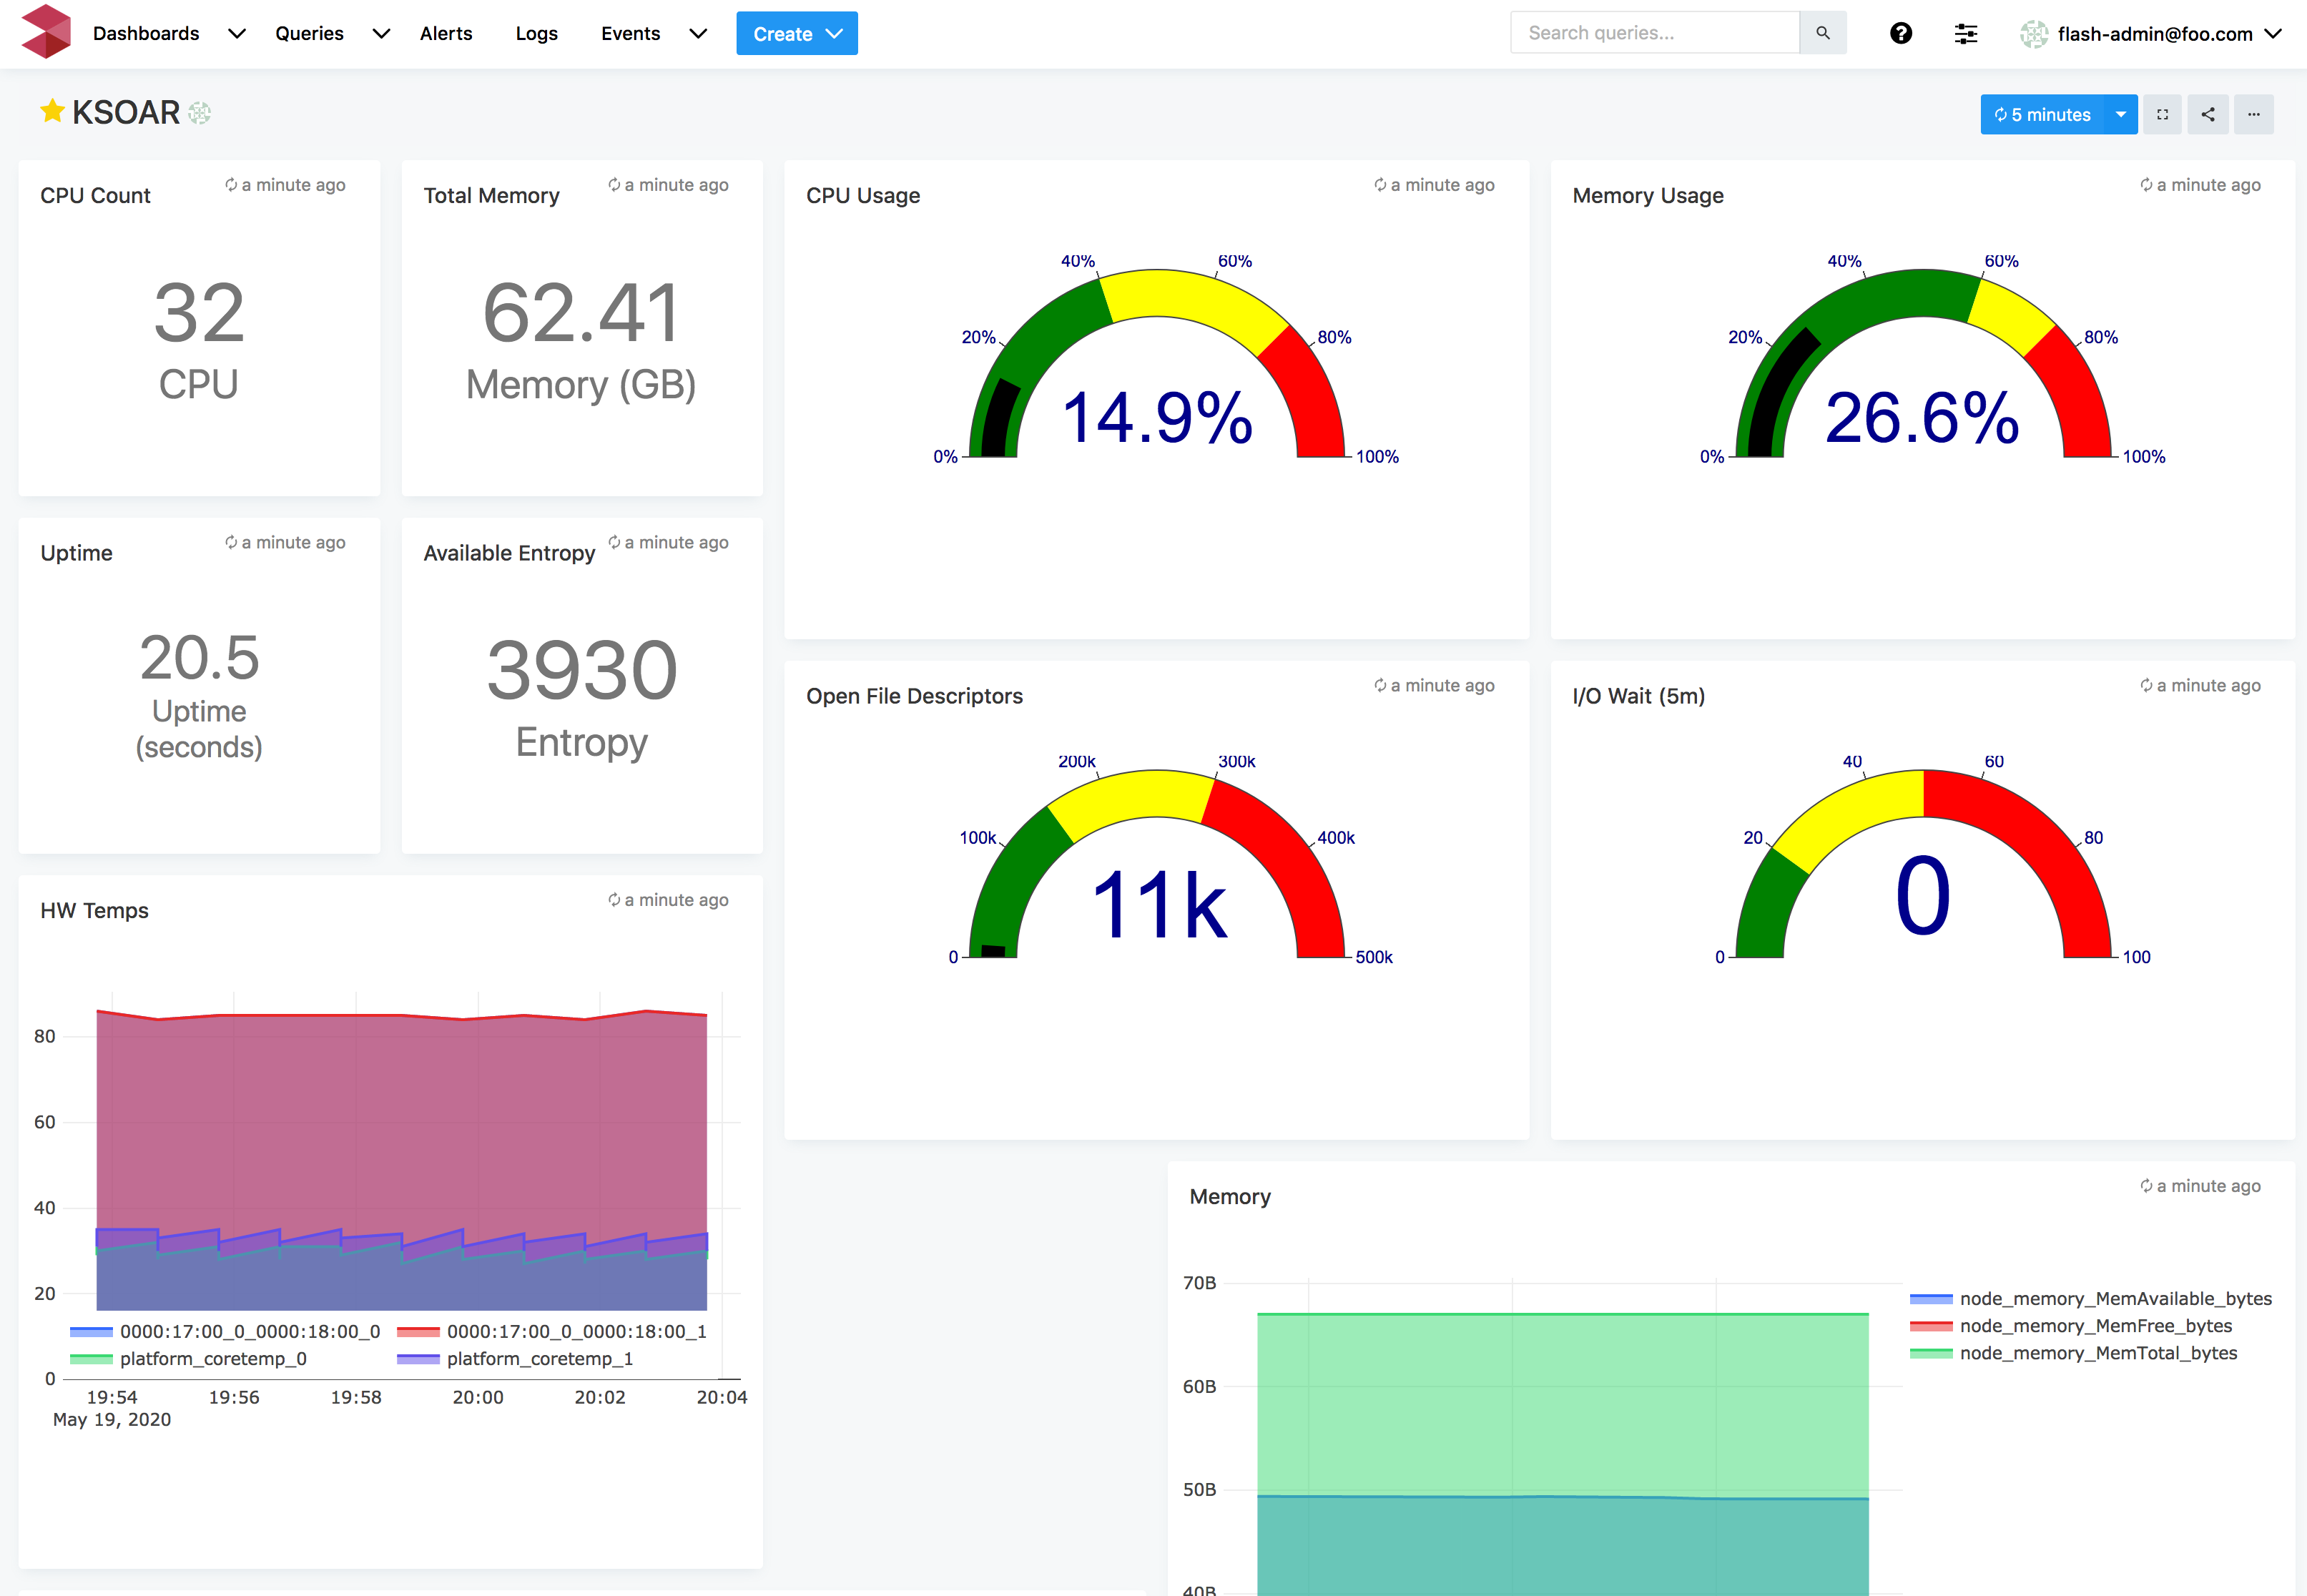 Dashboards Queries Alerts Logs Events Create Search queries... flash-admin@foo.com
KSOAR
5 minutes
CPU Count
a minute ago
32
CPU
Total Memory
a minute ago
62.41
Memory (GB)
CPU Usage
a minute ago
0%
20%
40%
60%
80%
100%
14.9%
Memory Usage
a minute ago
0%
20%
40%
60%
80%
100%
26.6%
Uptime
a minute ago
20.5
Uptime
(seconds)
Available Entropy
a minute ago
3930
Entropy
Open File Descriptors
a minute ago
0
100k
200k
300k
400k
500k
11k
I/O Wait (5m)
a minute ago
0
20
40
60
80
100
0
HW Temps
a minute ago
80
60
40
20
0
0000:17:00_0_0000:18:00_0
0000:17:00_0_0000:18:00_1
platform_coretemp_0
platform_coretemp_1
19:54 19:56 19:58 20:00 20:02 20:04
May 19, 2020
Memory
a minute ago
70B
60B
50B
40B
node_memory_MemAvailable_bytes
node_memory_MemFree_bytes
node_memory_MemTotal_bytes